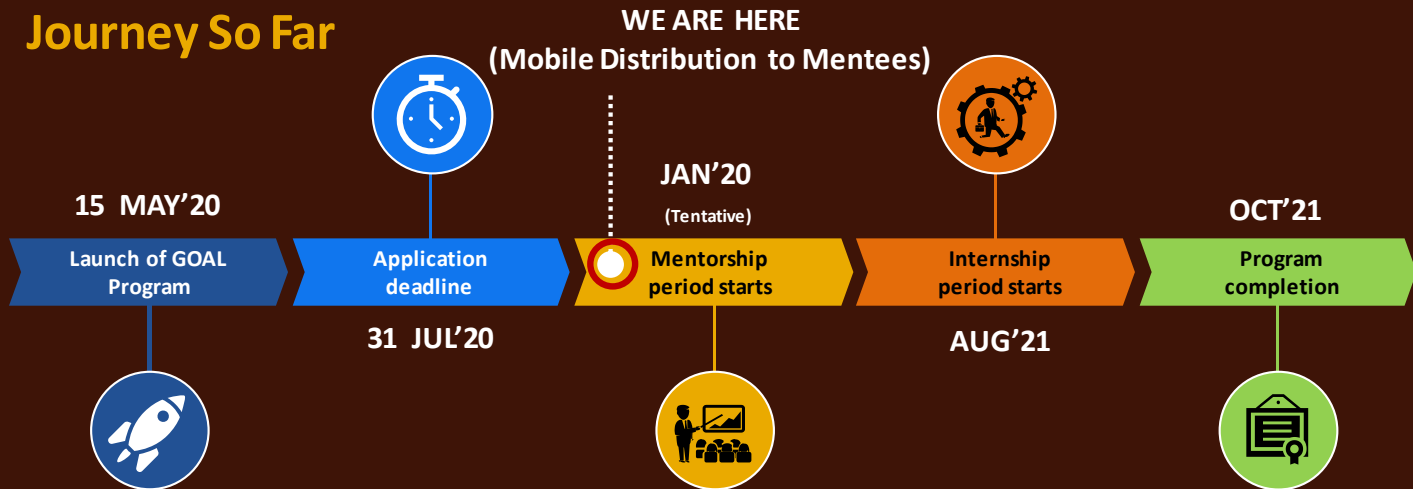 Journey So Far
WE ARE HERE
(Mobile Distribution to Mentees)
15 MAY’20
JAN’20
(Tentative)
OCT’21
Launch of GOAL
Program
Application
deadline
Mentorship
period starts
Internship
period starts
Program
completion
31 JUL’20
AUG’21